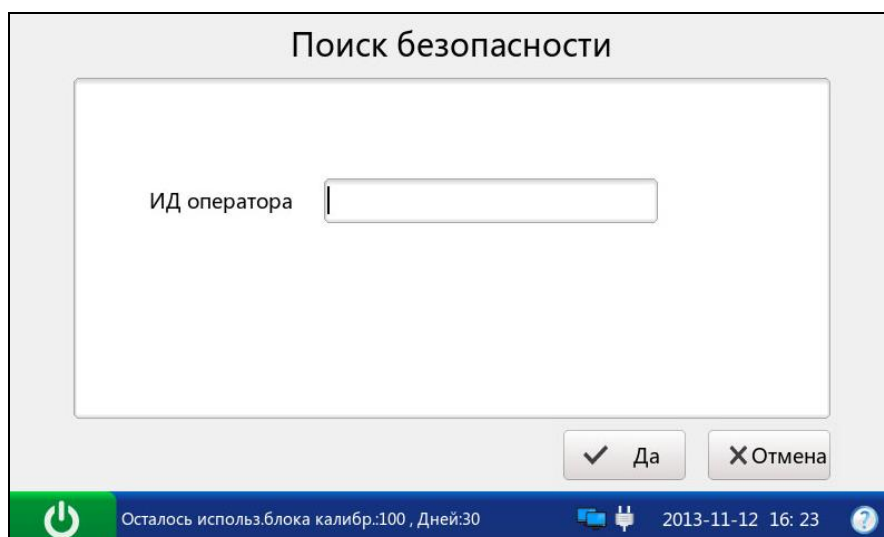 Поиск безопасности
ИД оператора
Да
Отмена
Осталось использ.блока калибр.:100 , Дней:30
2013-11-12 16: 23
?